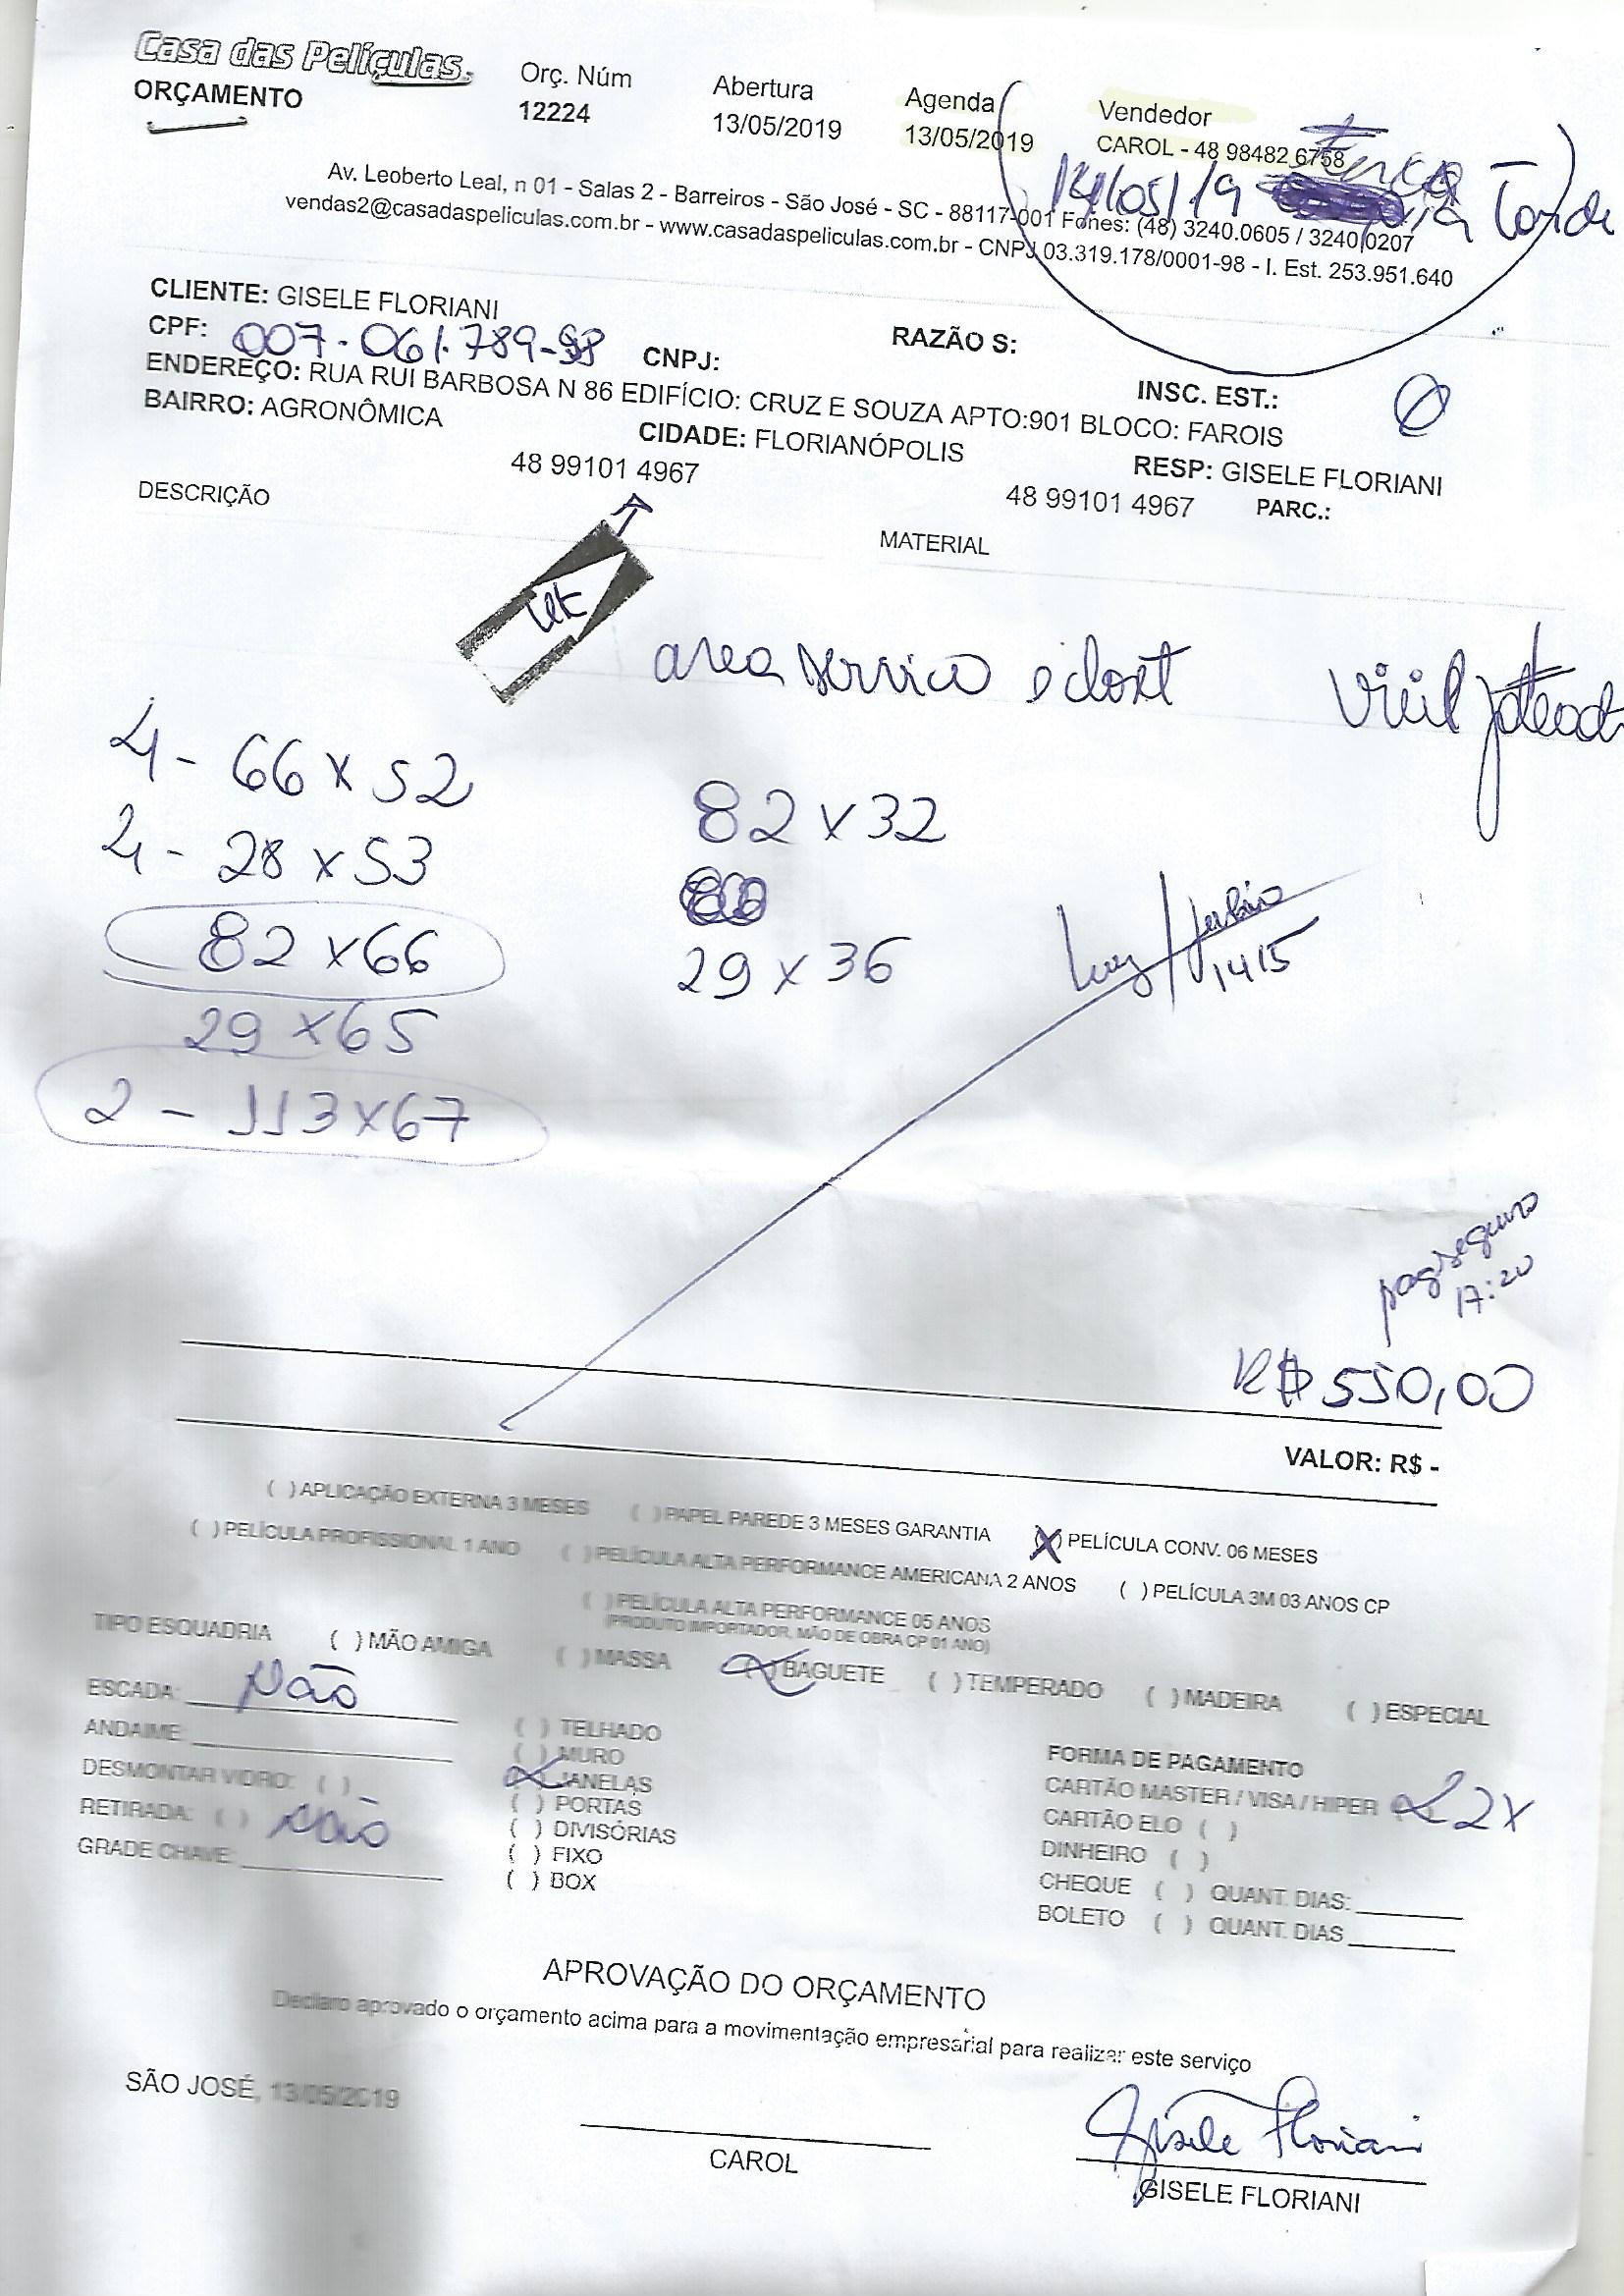 Casa das Películas
ORÇAMENTO
Orç. Núm
12224
Abertura
13/05/2019
Agenda
13/05/2019
Vendedor
CAROL - 48 98482 6758
14/05/19 Terça Tarde
Av. Leoberto Leal, n 01 - Salas 2 - Barreiros - São José - SC - 88117-001 Fones: (48) 3240.0605 / 3240.0207
vendas2@casadaspeliculas.com.br - www.casadaspeliculas.com.br - CNPJ 03.319.178/0001-98 - I. Est. 253.951.640
CLIENTE: GISELE FLORIANI
CPF: 007.061.789- CNPJ: RAZÃO S: INSC. EST.:
ENDEREÇO: RUA RUI BARBOSA N 86 EDIFÍCIO: CRUZ E SOUZA APTO:901 BLOCO: FAROIS
BAIRRO: AGRONÔMICA CIDADE: FLORIANÓPOLIS RESP: GISELE FLORIANI
48 99101 4967 48 99101 4967 PARC.:
DESCRIÇÃO MATERIAL
area servico e closet
4 - 66 x 52
4 - 28 x 53
82 x 66
29 x 65
2 - 113 x 67
82 x 32
29 x 36
1415
pagseguro
17:20
R$ 550,00
VALOR: R$ -
( ) APLICAÇÃO EXTERNA 3 MESES ( ) PAPEL PAREDE 3 MESES GARANTIA (X) PELÍCULA CONV. 06 MESES
( ) PELÍCULA PROFISSIONAL 1 ANO ( ) PELÍCULA ALTA PERFORMANCE AMERICANA 2 ANOS ( ) PELÍCULA 3M 03 ANOS CP
( ) PELÍCULA ALTA PERFORMANCE 05 ANOS
(PRODUTO IMPORTADOR, MÃO DE OBRA CP 01 ANO)
TIPO ESQUADRIA ( ) MÃO AMIGA ( ) MASSA (X) BAGUETE ( ) TEMPERADO ( ) MADEIRA ( ) ESPECIAL
ESCADA: Não
ANDAIME:
DESMONTAR VIDRO: ( )
RETIRADA: ( ) Não
GRADE CHAVE:
( ) TELHADO
( ) MURO
(X) JANELAS
( ) PORTAS
( ) DIVISÓRIAS
( ) FIXO
( ) BOX
FORMA DE PAGAMENTO
CARTÃO MASTER / VISA / HIPER (X) 2X
CARTÃO ELO ( )
DINHEIRO ( )
CHEQUE ( ) QUANT. DIAS:
BOLETO ( ) QUANT. DIAS
APROVAÇÃO DO ORÇAMENTO
Declaro aprovado o orçamento acima para a movimentação empresarial para realizar este serviço
SÃO JOSÉ, 13/05/2019
CAROL
Gisele Floriani
GISELE FLORIANI